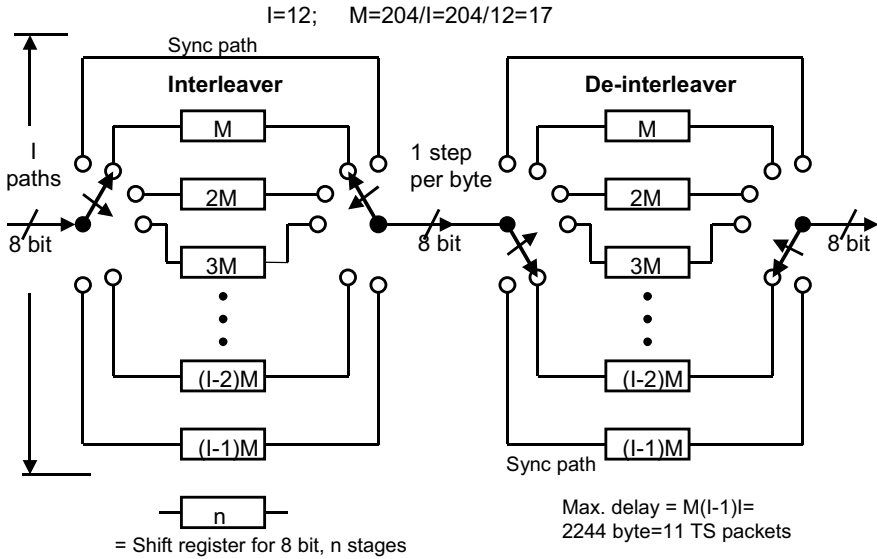 I=12; M=204/I=204/12=17
Sync path
Interleaver
De-interleaver
M
M
I
paths
1 step
per byte
2M
2M
8 bit
8 bit
8 bit
3M
3M
(I-2)M
(I-2)M
(I-1)M
(I-1)M
Sync path
n
= Shift register for 8 bit, n stages
Max. delay = M(I-1)I=
2244 byte=11 TS packets